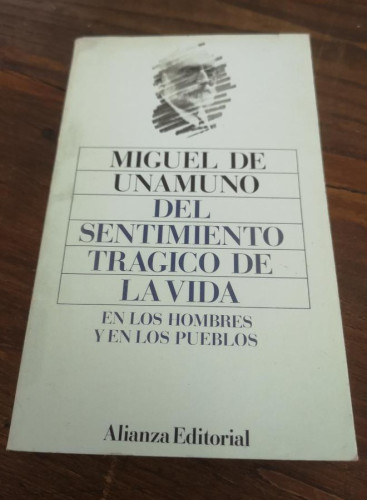 MIGUEL DE
UNAMUNO
DEL
SENTIMIENTO
TRAGICO DE
LA VIDA
EN LOS HOMBRES
Y EN LOS PUEBLOS
Alianza Editorial